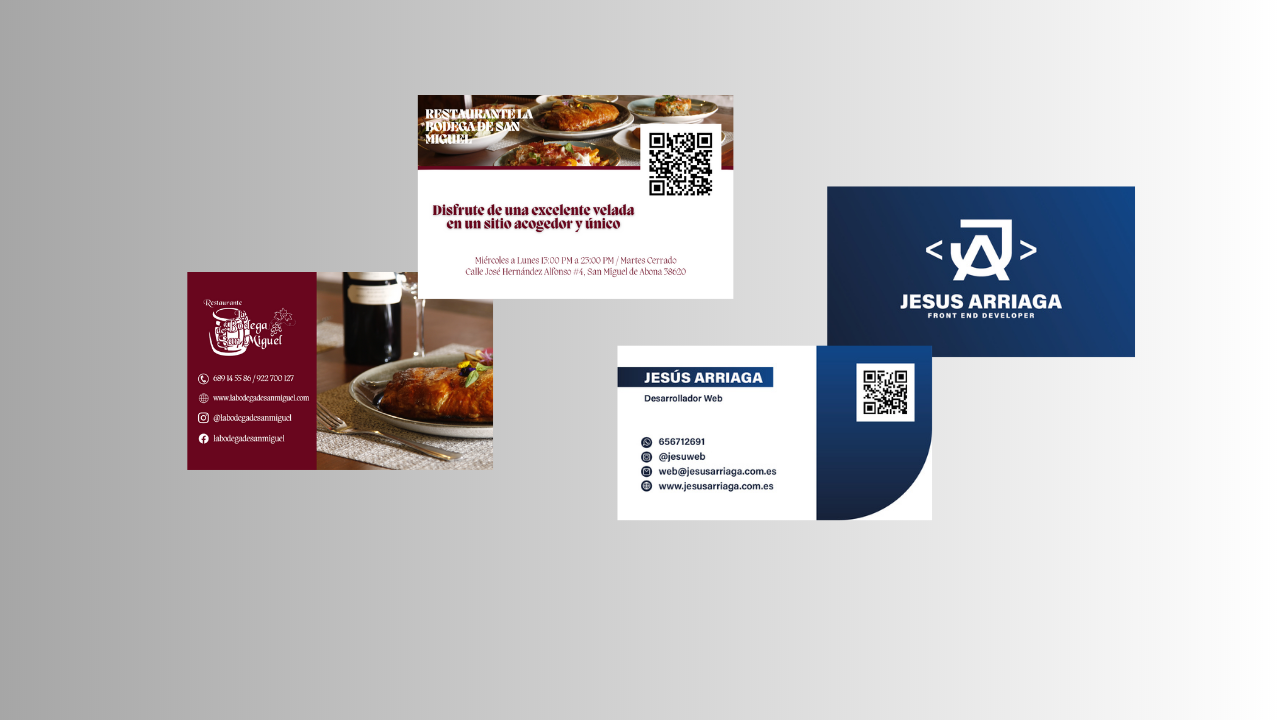 RESTAURANTE LA
BODEGA DE SAN
MIGUEL
Disfrute de una excelente velada
en un sitio acogedor y único
Miércoles a Lunes 13:00 PM a 23:00 PM / Martes Cerrado
Calle José Hernández Alfonso #4, San Miguel de Abona 38620
Restaurante
la
Bodega
de
San Miguel
689 14 55 86 / 922 700 127
www.labodegadesanmiguel.com
@labodegadesanmiguel
labodegadesanmiguel
JA
JESUS ARRIAGA
FRONT END DEVELOPER
JESÚS ARRIAGA
Desarrollador Web
656712691
@jesuweb
web@jesusarriaga.com.es
www.jesusarriaga.com.es